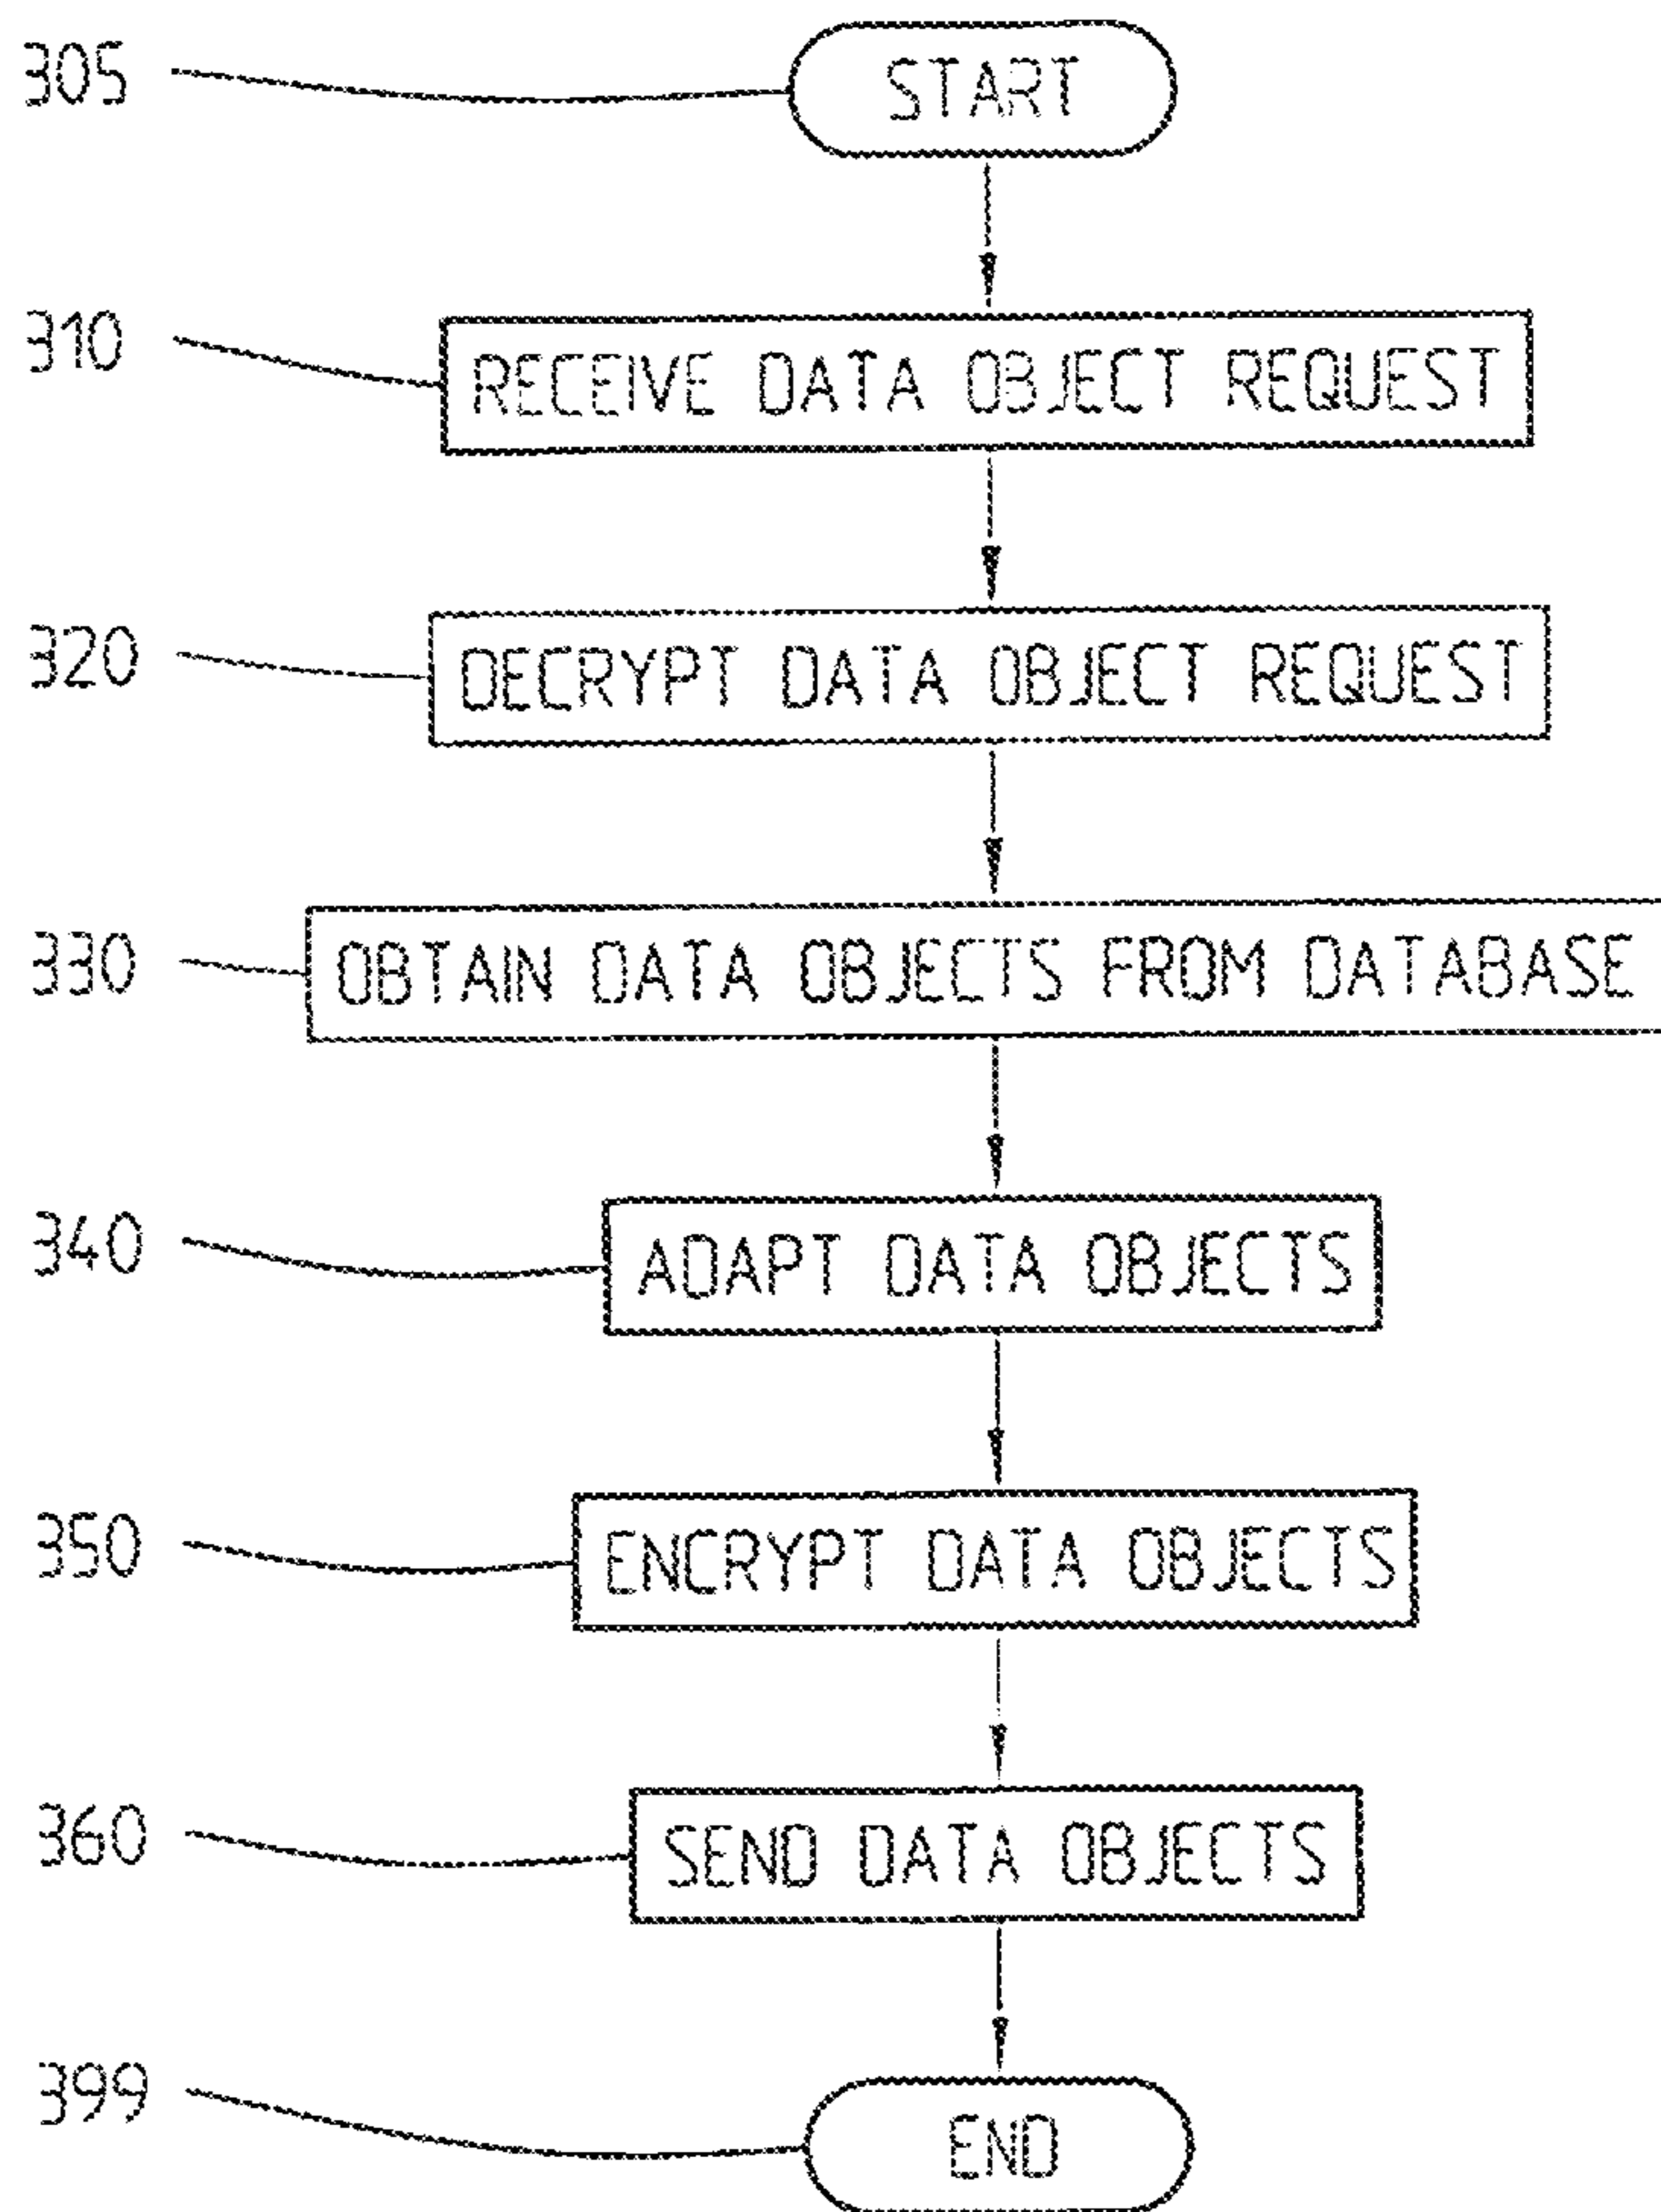 305 START
310 RECEIVE DATA OBJECT REQUEST
320 DECRYPT DATA OBJECT REQUEST
330 OBTAIN DATA OBJECTS FROM DATABASE
340 ADAPT DATA OBJECTS
350 ENCRYPT DATA OBJECTS
360 SEND DATA OBJECTS
399 END